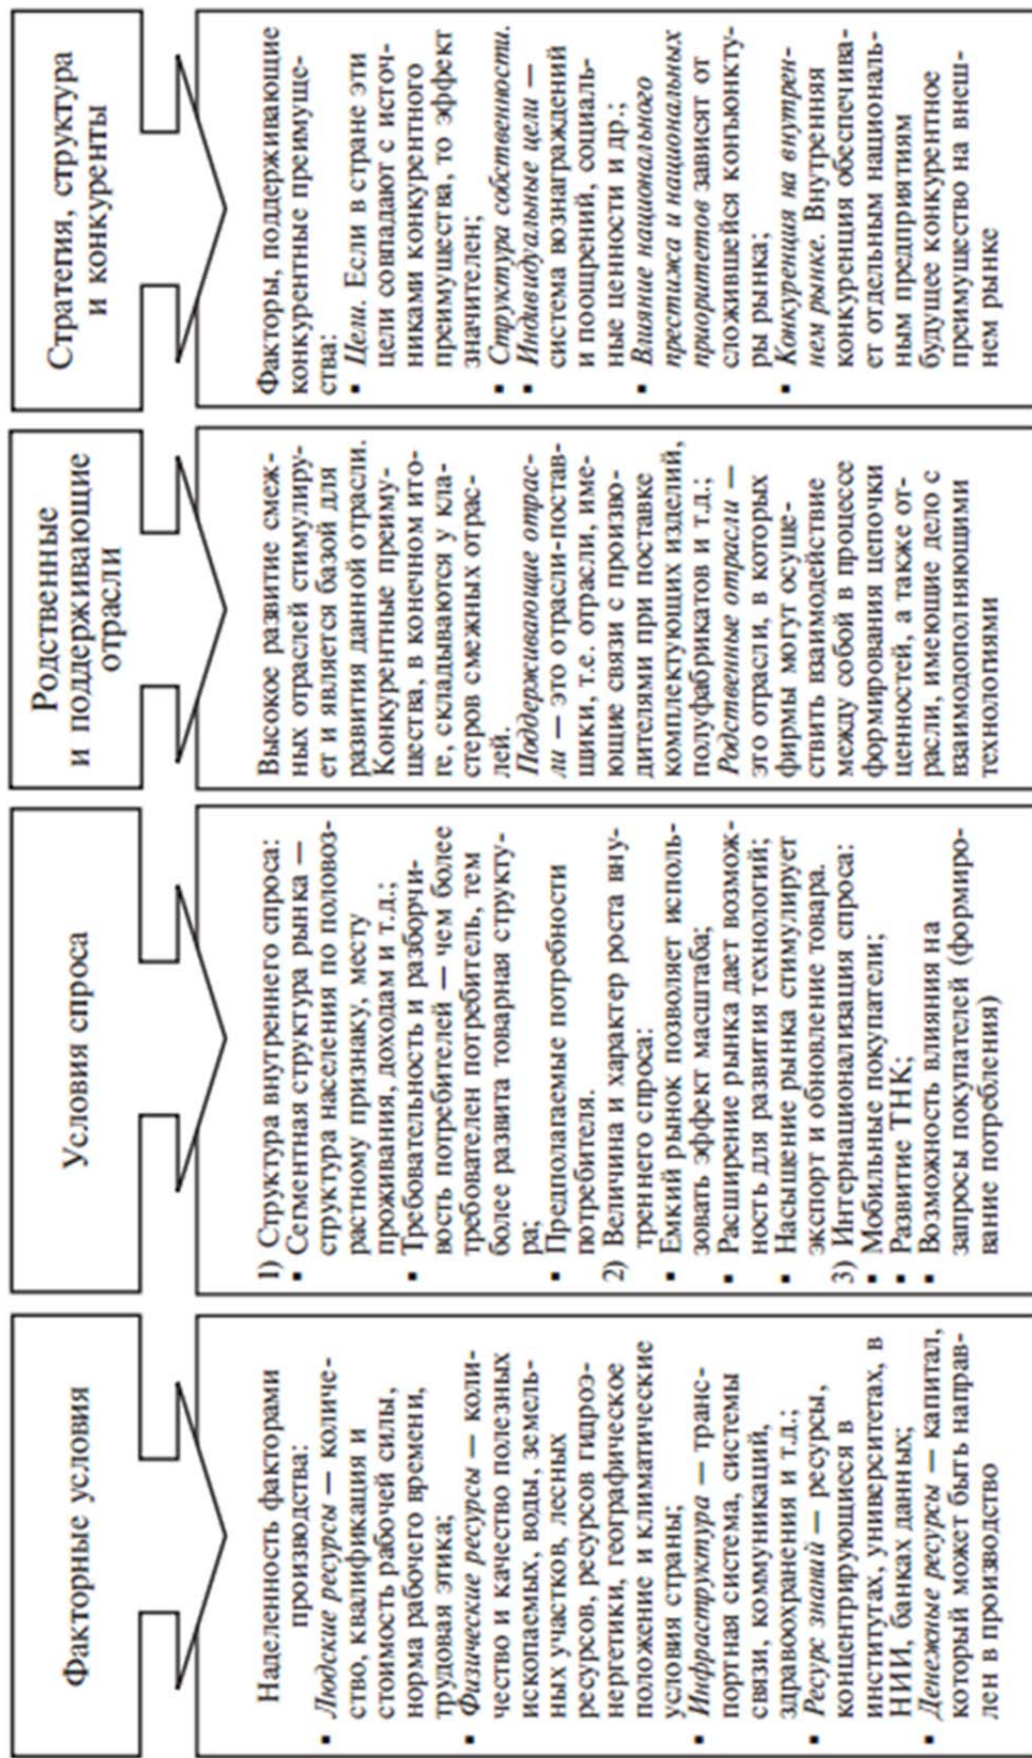 Факторные условия
Наделенность факторами
производства:
▪ Людские ресурсы — количе-
ство, квалификация и
стоимость рабочей силы,
норма рабочего времени,
трудовая этика;
▪ Физические ресурсы — коли-
чество и качество полезных
ископаемых, воды, земель-
ных участков, лесных
ресурсов, ресурсов гидроэ-
нергетики, географическое
положение и климатические
условия страны;
▪ Инфраструктура — транс-
портная система, системы
связи, коммуникаций,
здравоохранения и т.д.;
▪ Ресурс знаний — ресурсы,
концентрирующиеся в
институтах, университетах, в
НИИ, банках данных;
▪ Денежные ресурсы — капитал,
который может быть направ-
лен в производство
Условия спроса
1) Структура внутреннего спроса:
▪ Сегментная структура рынка —
структура населения по половоз-
растному признаку, месту
проживания, доходам и т.д.;
▪ Требовательность и разборчи-
вость потребителей — чем более
требователен потребитель, тем
более развита товарная структу-
ра;
▪ Предполагаемые потребности
потребителя.
2) Величина и характер роста вну-
треннего спроса:
▪ Емкий рынок позволяет исполь-
зовать эффект масштаба;
▪ Расширение рынка дает возмож-
ность для развития технологий;
▪ Насыщение рынка стимулирует
экспорт и обновление товара.
3) Интернационализация спроса:
▪ Мобильные покупатели;
▪ Развитие ТНК;
▪ Возможность влияния на
запросы покупателей (формиро-
вание потребления)
Родственные
и поддерживающие
отрасли
Высокое развитие смеж-
ных отраслей стимулиру-
ет и является базой для
развития данной отрасли.
Конкурентные преиму-
щества, в конечном ито-
ге, складываются у кла-
стеров смежных отрас-
лей.
Поддерживающие отрас-
ли — это отрасли-постав-
щики, т.е. отрасли, име-
ющие связи с произво-
дителями при поставке
комплектующих изделий,
полуфабрикатов и т.д.;
Родственные отрасли —
это отрасли, в которых
фирмы могут осуще-
ствить взаимодействие
между собой в процессе
формирования цепочки
ценностей, а также от-
расли, имеющие дело с
взаимодополняющими
технологиями
Стратегия, структура
и конкуренты
Факторы, поддерживающие
конкурентные преимуще-
ства:
▪ Цели. Если в стране эти
цели совпадают с источ-
никами конкурентного
преимущества, то эффект
значителен;
▪ Структура собственности.
▪ Индивидуальные цели —
система вознаграждений
и поощрений, социаль-
ные ценности и др.;
▪ Влияние национального
престижа и национальных
приоритетов зависят от
сложившейся конъюнкту-
ры рынка;
▪ Конкуренция на внутрен-
нем рынке. Внутренняя
конкуренция обеспечива-
ет отдельным националь-
ным предприятиям
будущее конкурентное
преимущество на внеш-
нем рынке